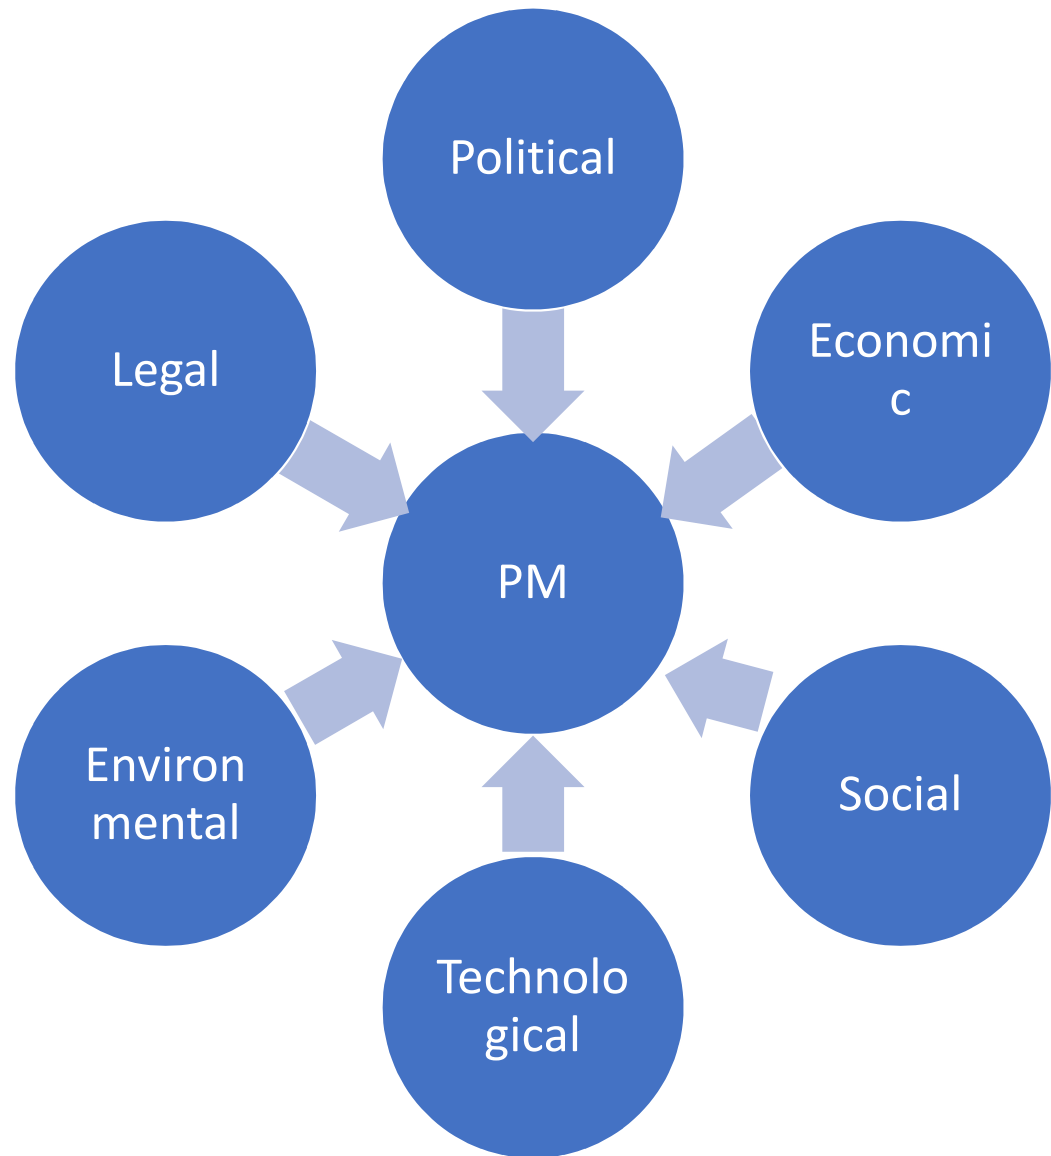 Political
Economi
c
Social
Technolo
gical
Environ
mental
Legal
PM